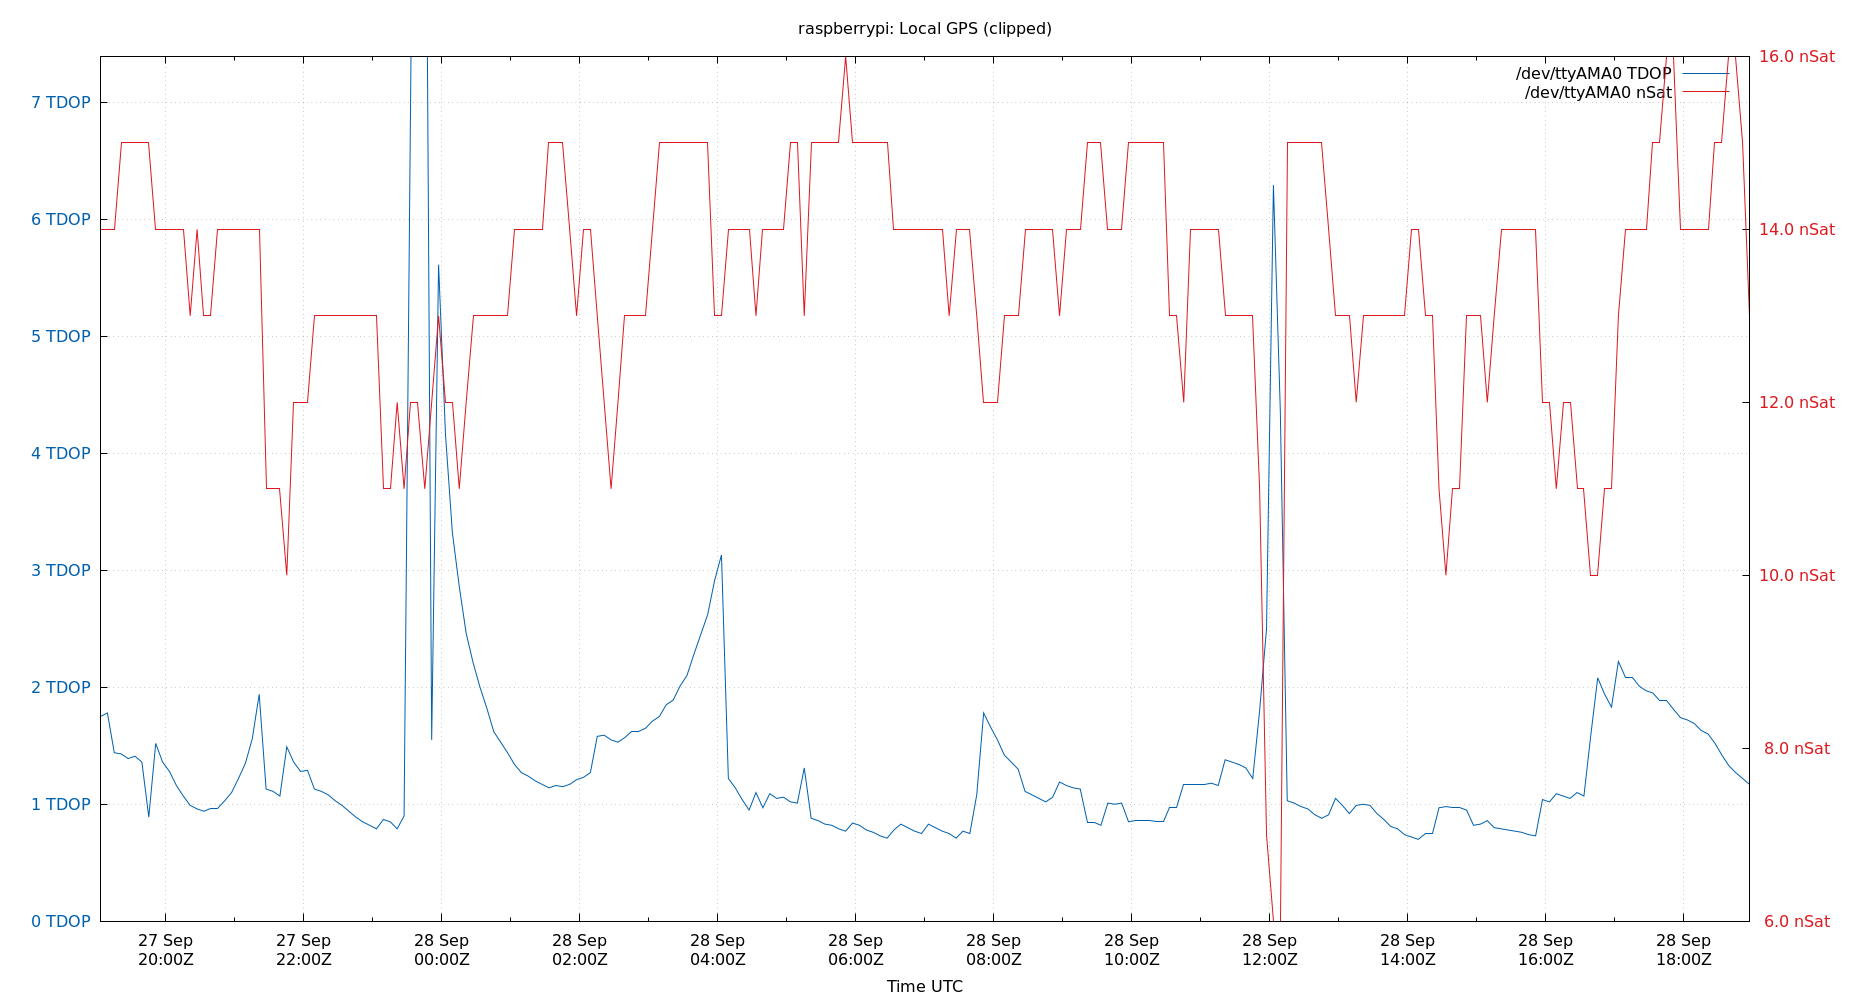 raspberrypi: Local GPS (clipped)
/dev/ttyAMA0 TDOP
/dev/ttyAMA0 nSat
7 TDOP
6 TDOP
5 TDOP
4 TDOP
3 TDOP
2 TDOP
1 TDOP
0 TDOP
16.0 nSat
14.0 nSat
12.0 nSat
10.0 nSat
8.0 nSat
6.0 nSat
27 Sep
20:00Z
27 Sep
22:00Z
28 Sep
00:00Z
28 Sep
02:00Z
28 Sep
04:00Z
28 Sep
06:00Z
28 Sep
08:00Z
28 Sep
10:00Z
28 Sep
12:00Z
28 Sep
14:00Z
28 Sep
16:00Z
28 Sep
18:00Z
Time UTC